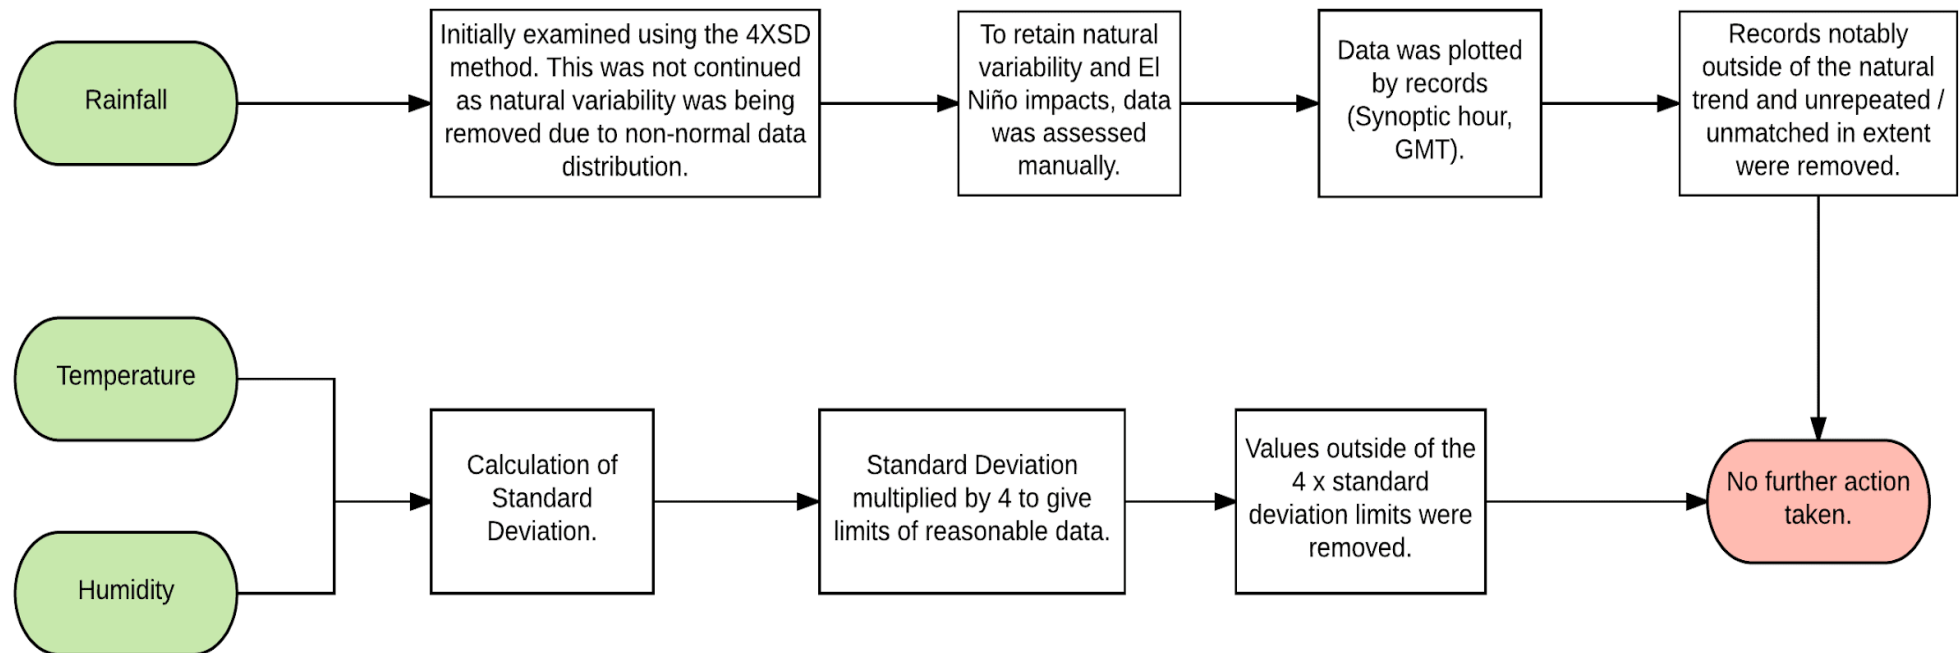 Rainfall
Initially examined using the 4XSD
method. This was not continued
as natural variability was being
removed due to non-normal data
distribution.
To retain natural
variability and El
Niño impacts, data
was assessed
manually.
Data was plotted
by records
(Synoptic hour,
GMT).
Records notably
outside of the natural
trend and unrepeated /
unmatched in extent
were removed.
Temperature
Humidity
Calculation of
Standard
Deviation.
Standard Deviation
multiplied by 4 to give
limits of reasonable data.
Values outside of the
4 x standard
deviation limits were
removed.
No further action
taken.